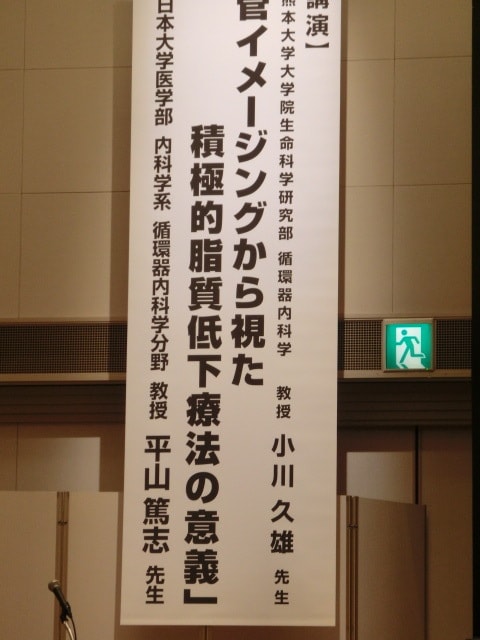 講演】
熊本大学大学院生命科学研究部 循環器内科学 教授 小川 久雄 先生
管イメージングから視た
積極的脂質低下療法の意義」
日本大学医学部 内科学系 循環器内科学分野 教授 平山 篤志 先生